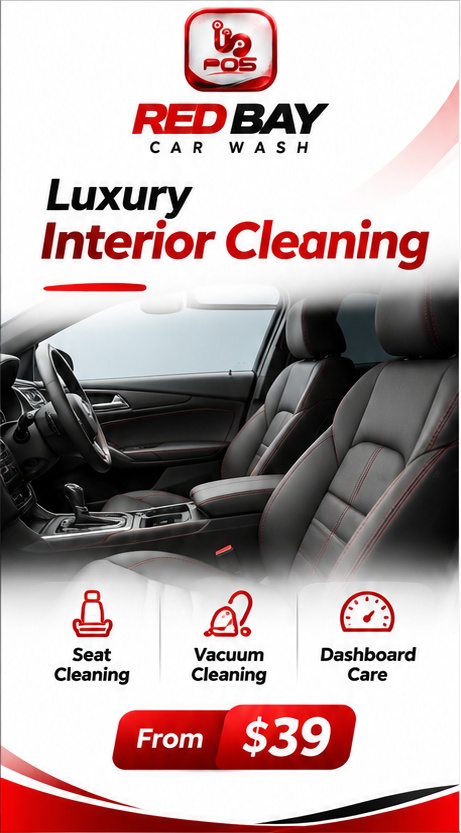 POS
RED BAY
CAR WASH
Luxury
Interior Cleaning
Seat
Cleaning
Vacuum
Cleaning
Dashboard
Care
From $39